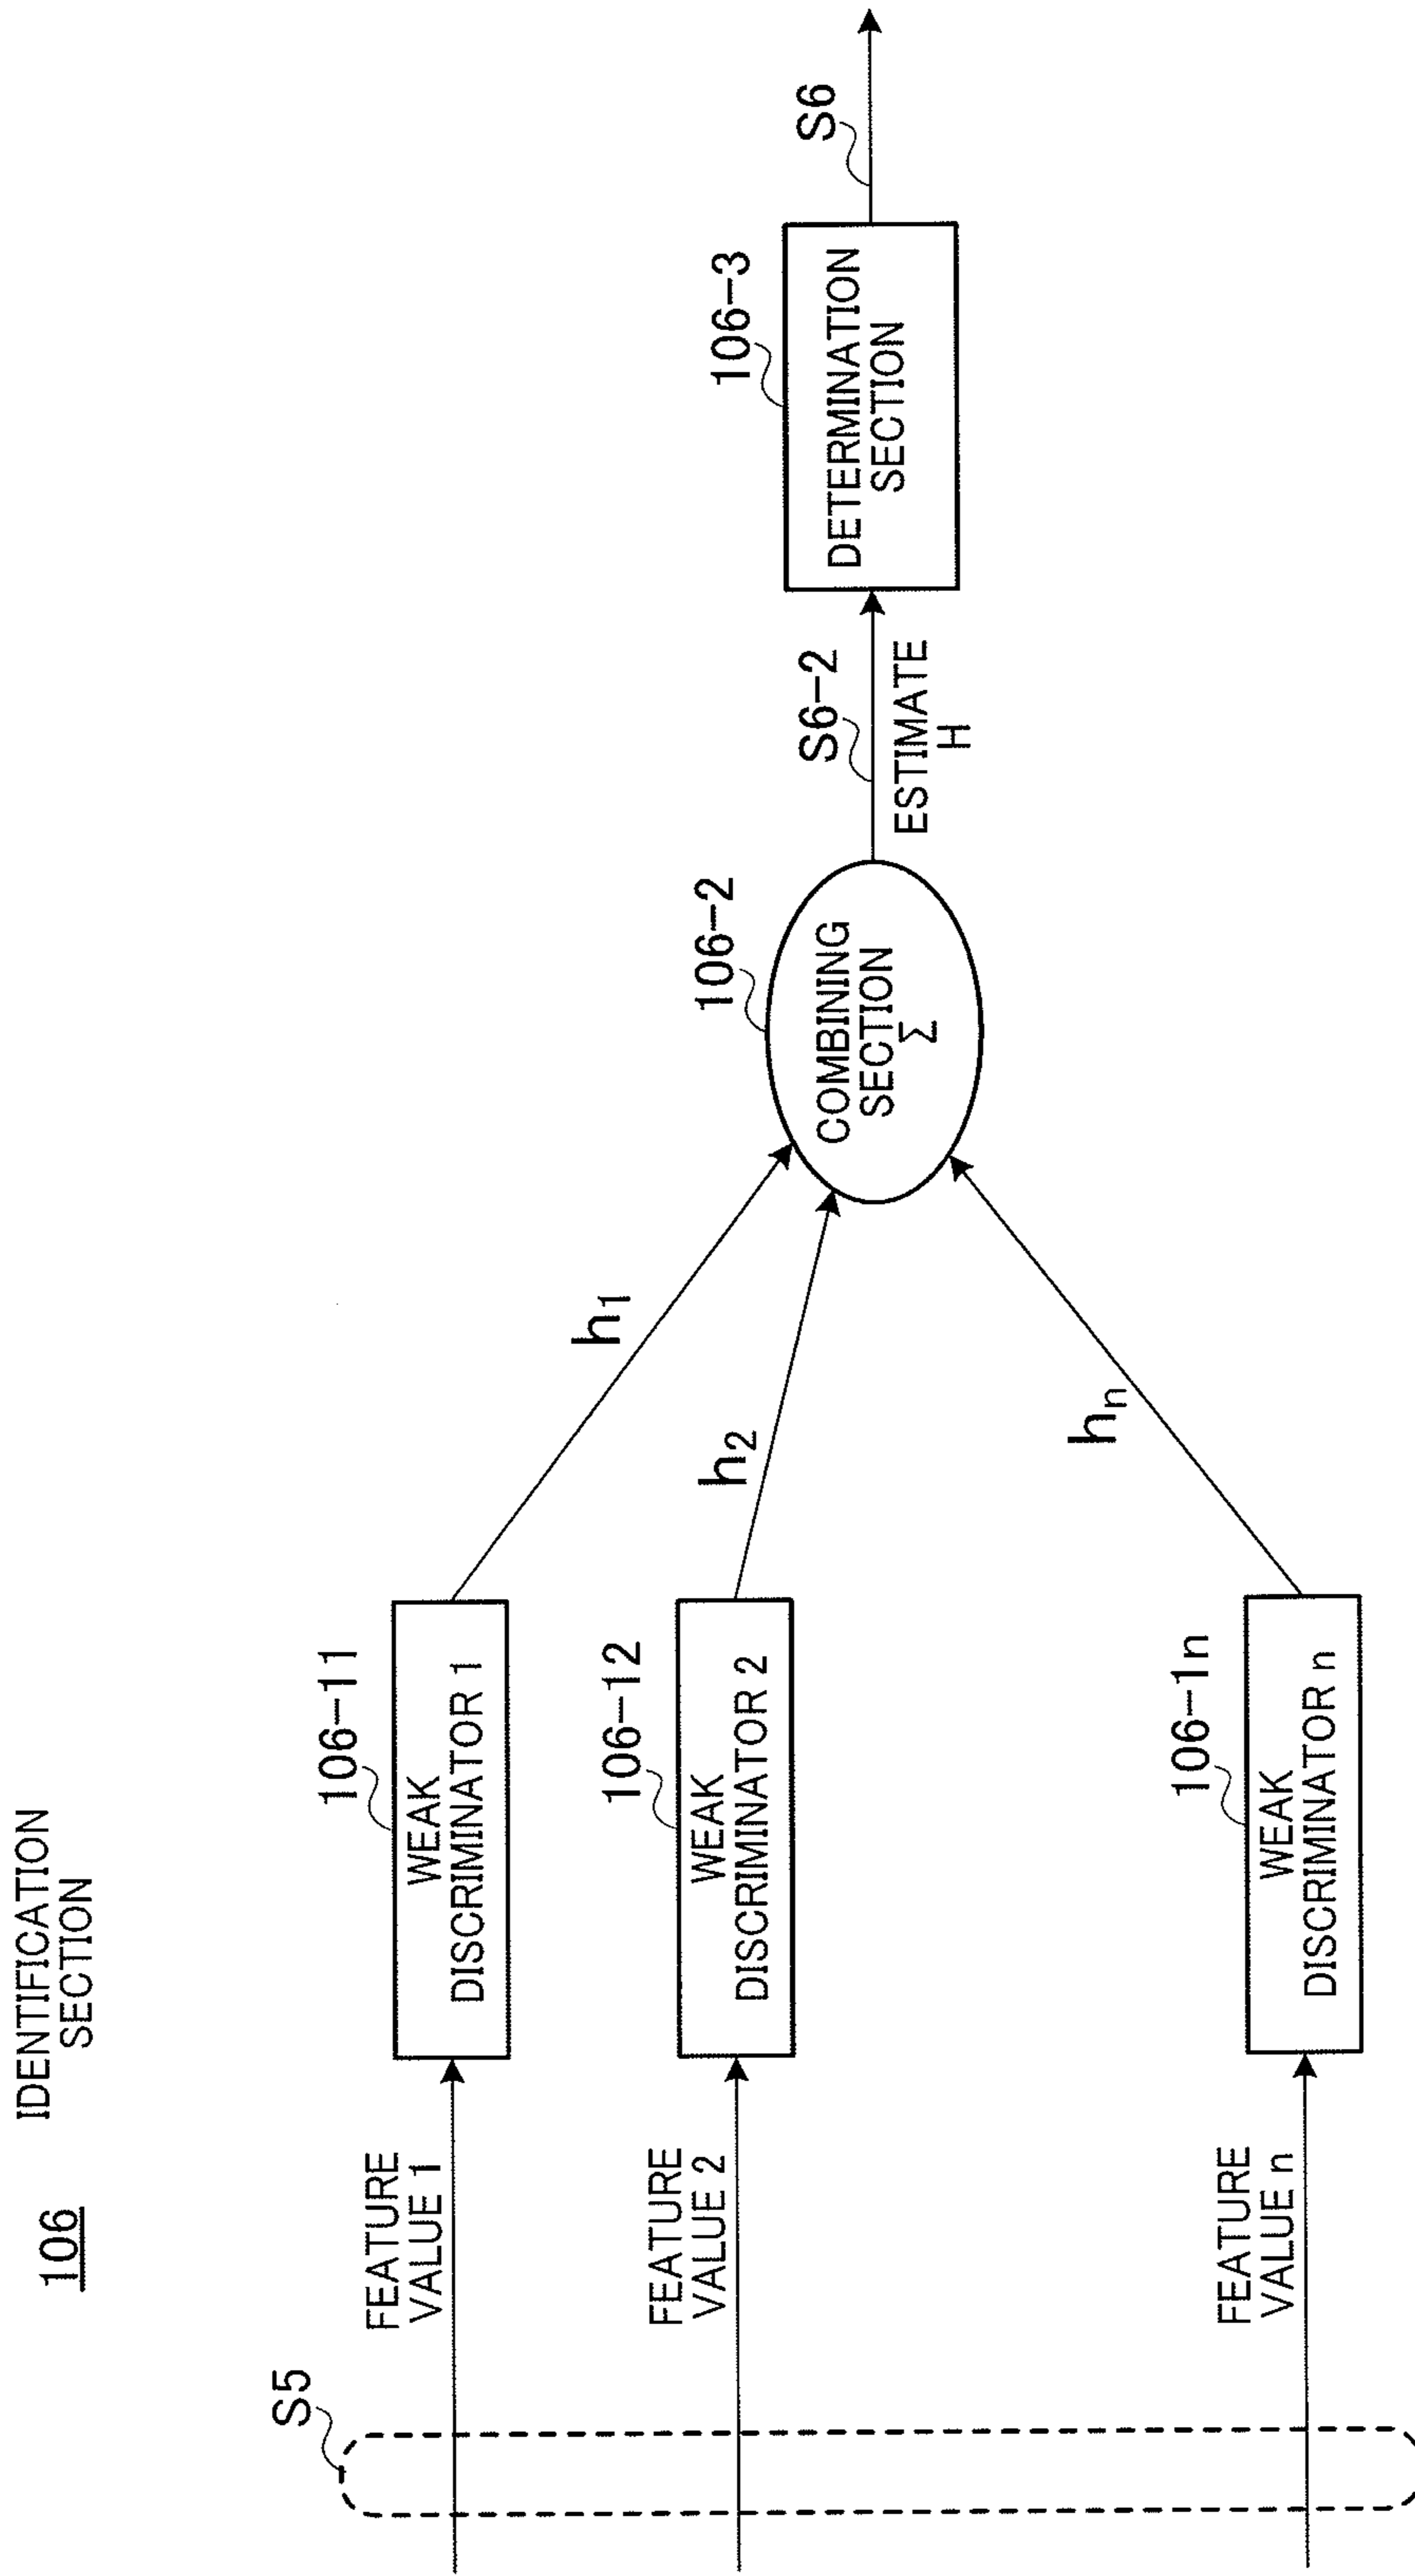 106
IDENTIFICATION
SECTION
S5
FEATURE
VALUE 1
106-11
WEAK
DISCRIMINATOR 1
h1
FEATURE
VALUE 2
106-12
WEAK
DISCRIMINATOR 2
h2
FEATURE
VALUE n
106-1n
WEAK
DISCRIMINATOR n
hn
106-2
COMBINING
SECTION
Σ
S6-2
ESTIMATE
H
106-3
DETERMINATION
SECTION
S6